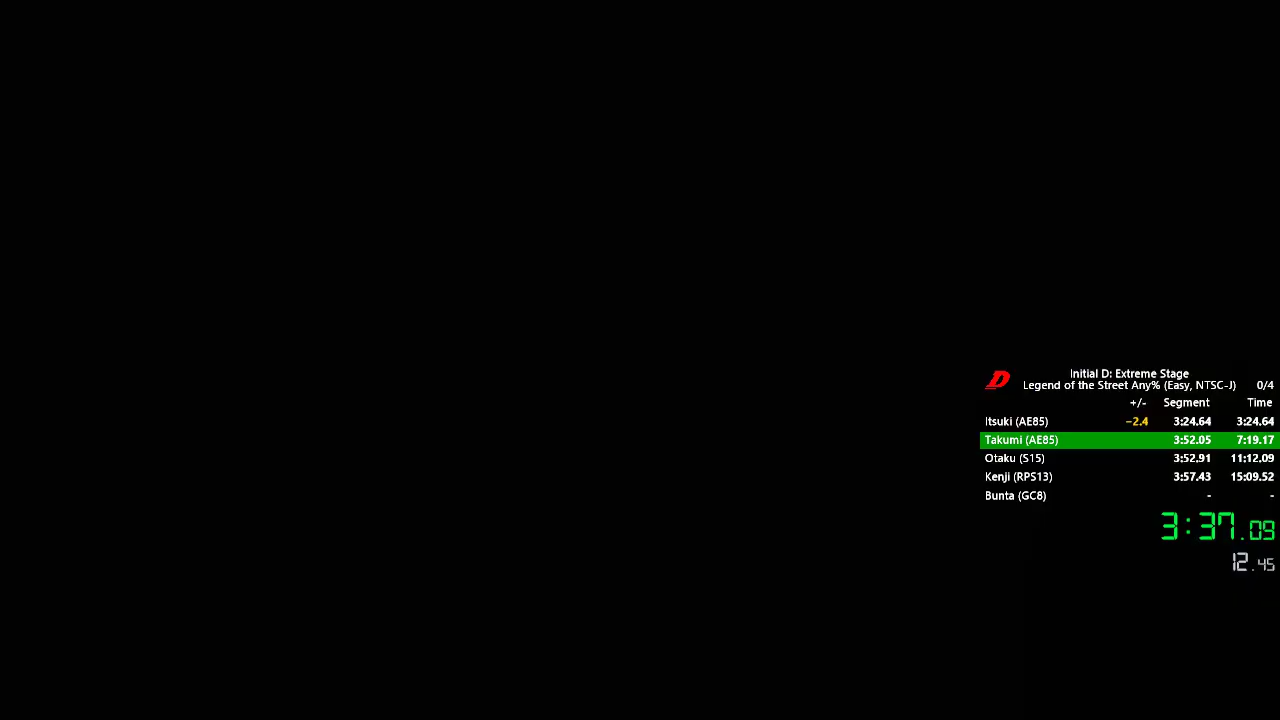 Initial D: Extreme Stage
Legend of the Street Any% (Easy, NTSC-J) 0/4
+/- Segment Time
Itsuki (AE85) -2.4 3:24.64 3:24.64
Takumi (AE85) 3:52.05 7:19.17
Otaku (S15) 3:52.91 11:12.09
Kenji (RPS13) 3:57.43 15:09.52
Bunta (GC8) - -
3:37.09
12.45